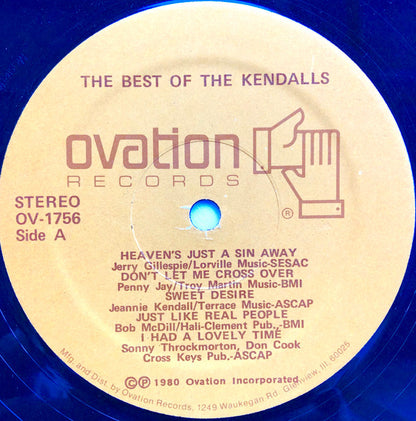 THE BEST OF THE KENDALLS
ovation
RECORDS
®
STEREO
OV-1756
Side A
HEAVEN'S JUST A SIN AWAY
Jerry Gillespie/Lorville Music-SESAC
DON'T LET ME CROSS OVER
Penny Jay/Troy Martin Music-BMI
SWEET DESIRE
Jeannie Kendall/Terrace Music-ASCAP
JUST LIKE REAL PEOPLE
Bob McDill/Hall-Clement Pub.,-BMI
I HAD A LOVELY TIME
Sonny Throckmorton, Don Cook
Cross Keys Pub.-ASCAP
©℗ 1980 Ovation Incorporated
Mfg. and Dist. by Ovation Records, 1249 Waukegan Rd. Glenview, IL 60025